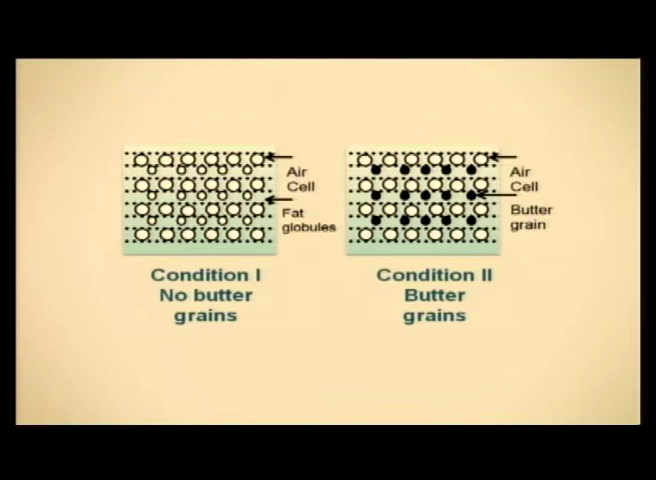 Air
Cell
Fat
globules
Condition I
No butter
grains
Air
Cell
Butter
grain
Condition II
Butter
grains